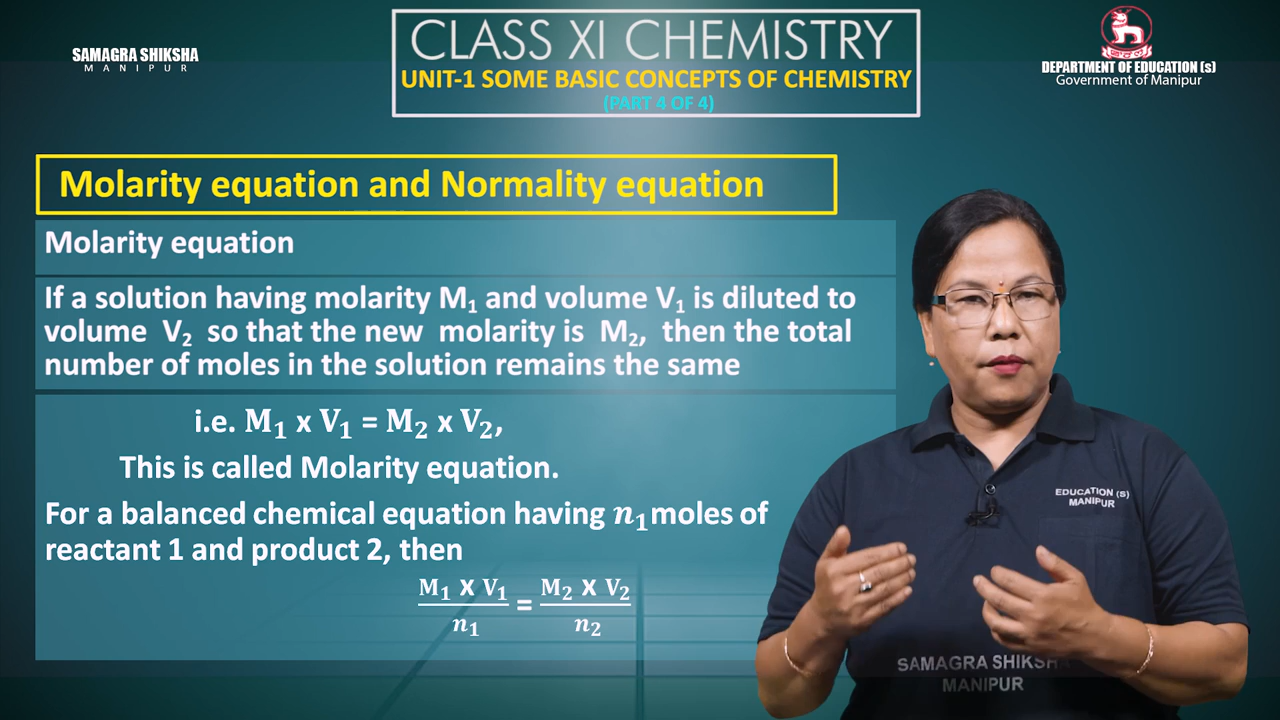 SAMAGRA SHIKSHA
MANIPUR
CLASS XI CHEMISTRY
UNIT-1 SOME BASIC CONCEPTS OF CHEMISTRY
(PART 4 OF 4)
DEPARTMENT OF EDUCATION (s)
Government of Manipur
Molarity equation and Normality equation
Molarity equation
If a solution having molarity M₁ and volume V₁ is diluted to
volume V₂ so that the new molarity is M₂, then the total
number of moles in the solution remains the same
i.e. M₁ x V₁ = M₂ x V₂,
This is called Molarity equation.
For a balanced chemical equation having n₁moles of
reactant 1 and product 2, then
M₁ X V₁ / n₁ = M₂ X V₂ / n₂
EDUCATION (s)
MANIPUR
SAMAGRA SHIKSHA
MANIPUR